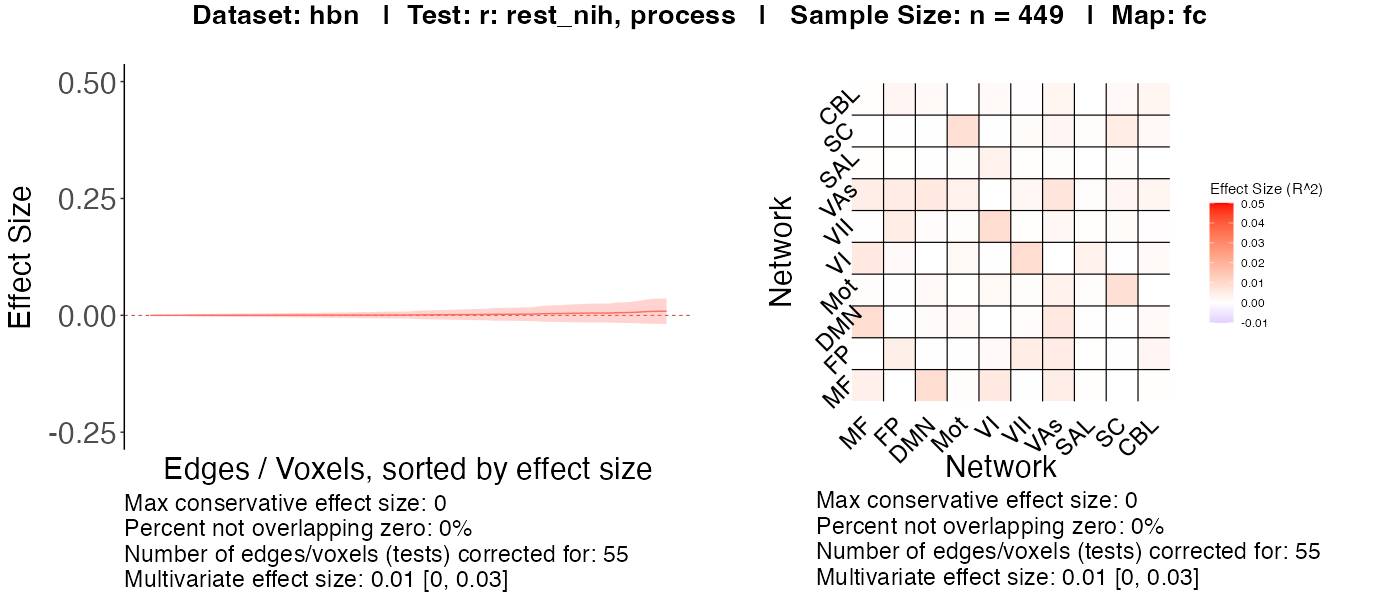 Dataset: hbn | Test: r: rest_nih, process | Sample Size: n = 449 | Map: fc
0.50
0.25
0.00
-0.25
Effect Size
Edges / Voxels, sorted by effect size
Max conservative effect size: 0
Percent not overlapping zero: 0%
Number of edges/voxels (tests) corrected for: 55
Multivariate effect size: 0.01 [0, 0.03]
Network
CBL
SC
SAL
VAs
VII
VI
Mot
DMN
FP
MF
MF
FP
DMN
Mot
VI
VII
VAs
SAL
SC
CBL
Network
Effect Size (R^2)
0.05
0.04
0.03
0.02
0.01
0.00
-0.01
Max conservative effect size: 0
Percent not overlapping zero: 0%
Number of edges/voxels (tests) corrected for: 55
Multivariate effect size: 0.01 [0, 0.03]